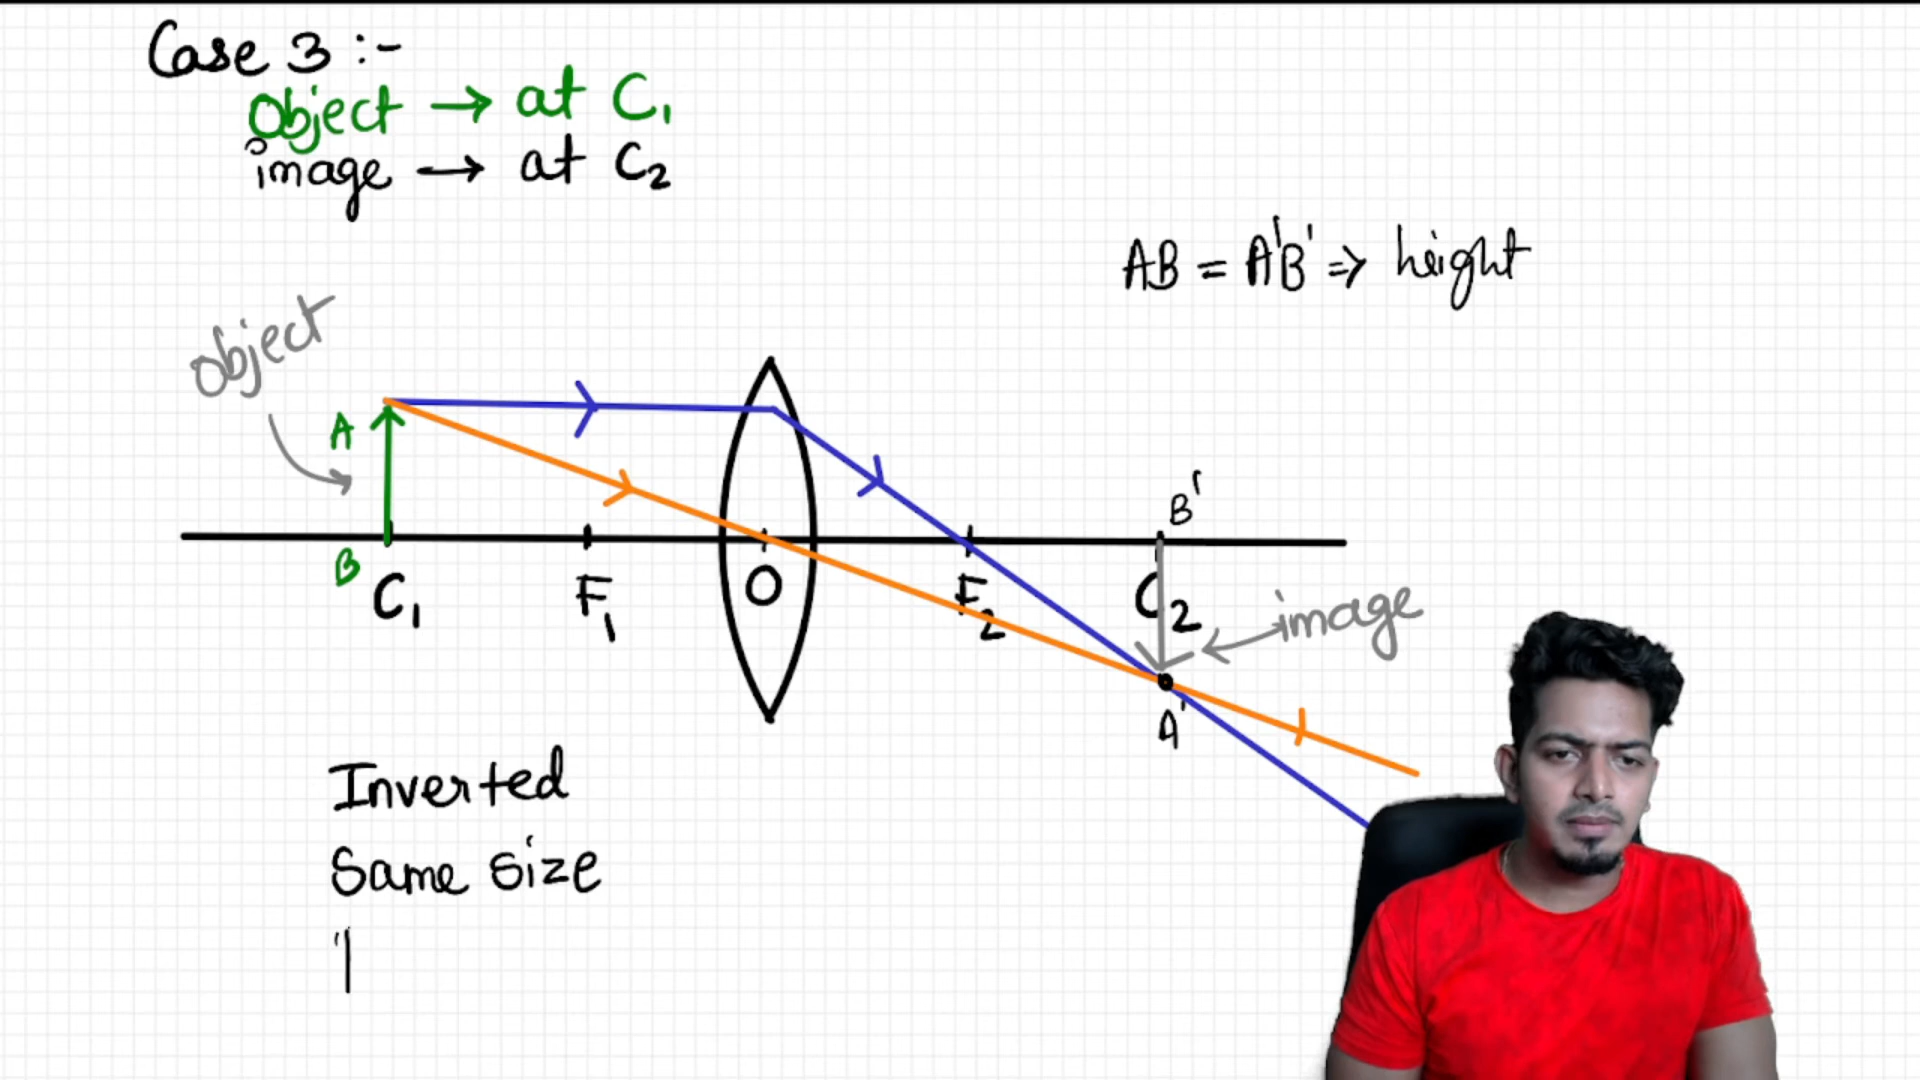 Case 3 :-
Object → at C₁
image → at C₂
AB = A'B' ⇒ height
object
A
B'
B
C₁
F₁
O
F₂
C₂
image
A'
Inverted
Same size